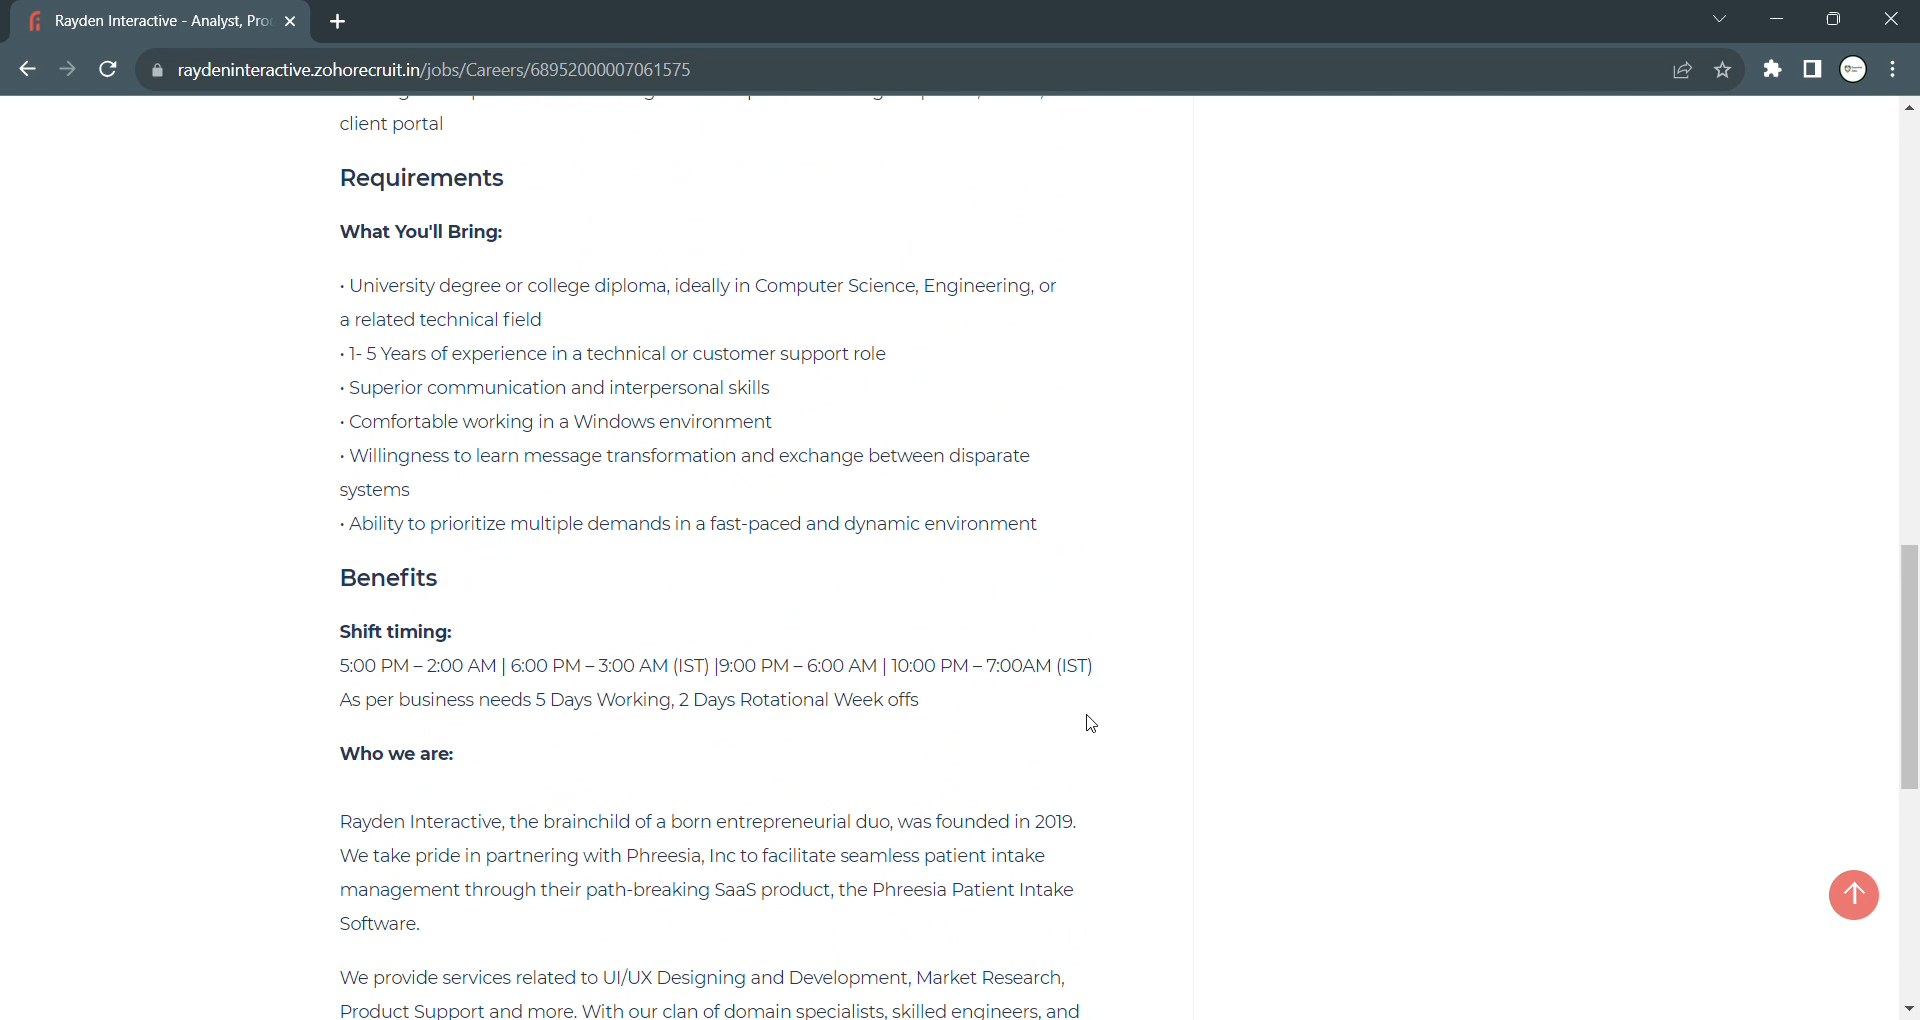 Rayden Interactive - Analyst, Pro
raydeninteractive.zohorecruit.in/jobs/Careers/68952000007061575
client portal
Requirements
What You'll Bring:
• University degree or college diploma, ideally in Computer Science, Engineering, or
a related technical field
• 1- 5 Years of experience in a technical or customer support role
• Superior communication and interpersonal skills
• Comfortable working in a Windows environment
• Willingness to learn message transformation and exchange between disparate
systems
• Ability to prioritize multiple demands in a fast-paced and dynamic environment
Benefits
Shift timing:
5:00 PM – 2:00 AM | 6:00 PM – 3:00 AM (IST) |9:00 PM – 6:00 AM | 10:00 PM – 7:00AM (IST)
As per business needs 5 Days Working, 2 Days Rotational Week offs
Who we are:
Rayden Interactive, the brainchild of a born entrepreneurial duo, was founded in 2019.
We take pride in partnering with Phreesia, Inc to facilitate seamless patient intake
management through their path-breaking SaaS product, the Phreesia Patient Intake
Software.
We provide services related to UI/UX Designing and Development, Market Research,
Product Support and more. With our clan of domain specialists, skilled engineers, and